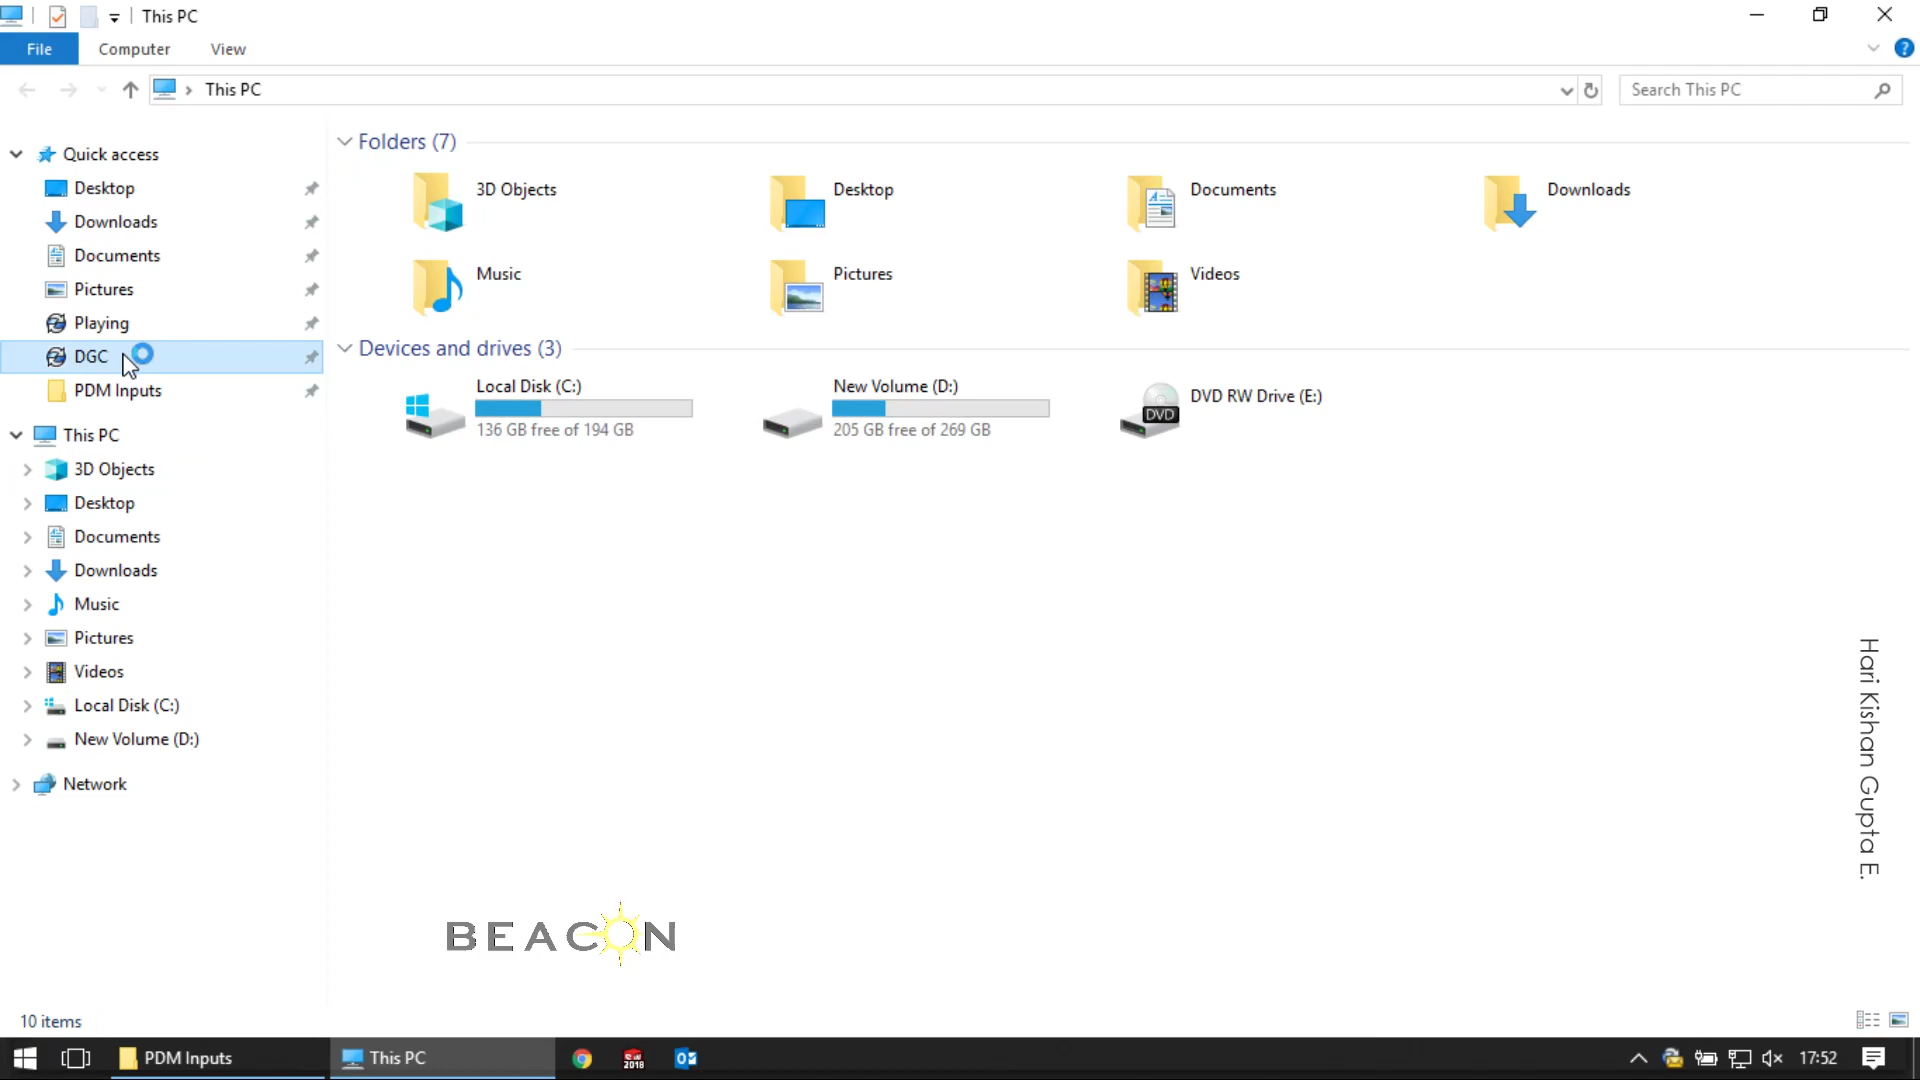 This PC
File Computer View
This PC
Search This PC
Quick access
Desktop
Downloads
Documents
Pictures
Playing
DGC
PDM Inputs
This PC
3D Objects
Desktop
Documents
Downloads
Music
Pictures
Videos
Local Disk (C:)
New Volume (D:)
Network
Folders (7)
3D Objects
Desktop
Documents
Downloads
Music
Pictures
Videos
Devices and drives (3)
Local Disk (C:)
136 GB free of 194 GB
New Volume (D:)
205 GB free of 269 GB
DVD
DVD RW Drive (E:)
Hari Kishan Gupta E.
BEACON
10 items
PDM Inputs
This PC
SW
2018
17:52